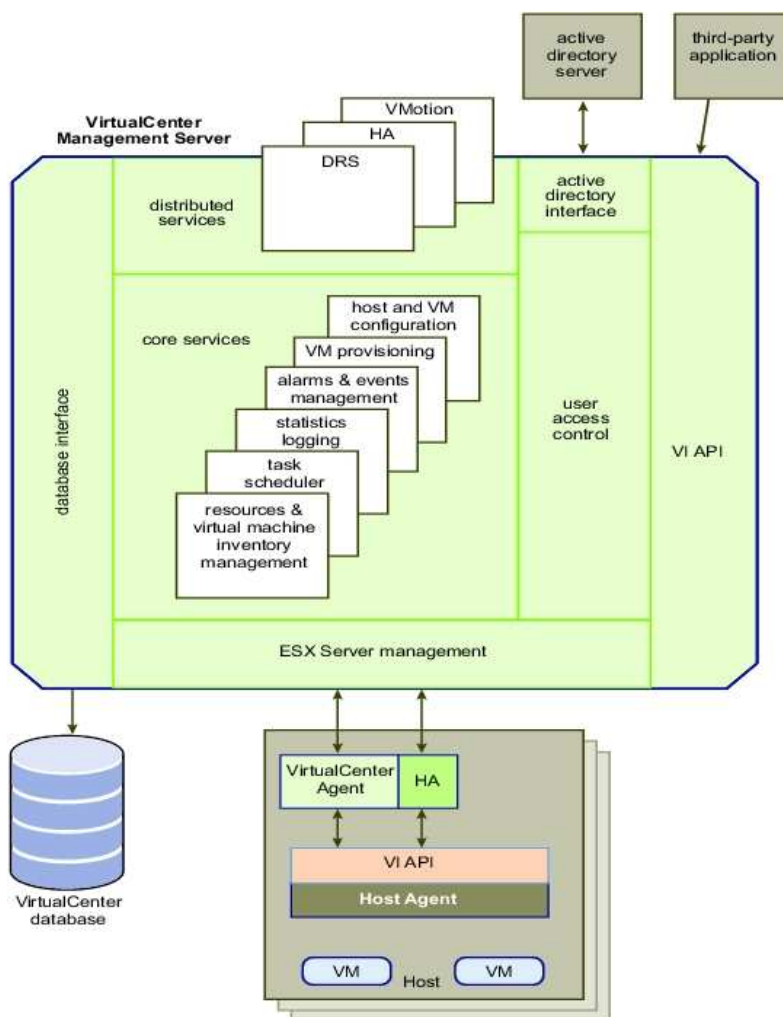 active
directory
server
third-party
application
VirtualCenter
Management Server
VMotion
HA
DRS
distributed
services
active
directory
interface
host and VM
configuration
core services
VM provisioning
alarms & events
management
statistics
logging
task
scheduler
resources &
virtual machine
inventory
management
user
access
control
VI API
database interface
ESX Server management
VirtualCenter
Agent
HA
VI API
Host Agent
VM
VM
Host
VirtualCenter
database